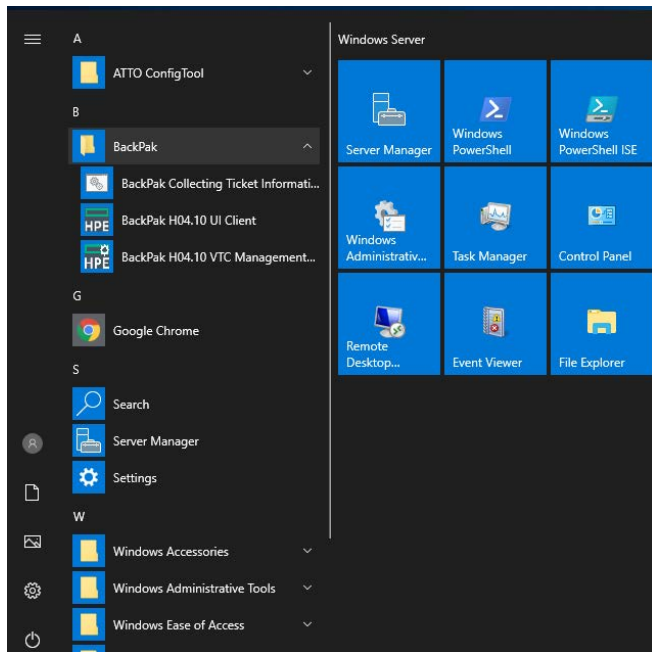 A
ATTO ConfigTool
B
BackPak
BackPak Collecting Ticket Informati...
HPE
BackPak H04.10 UI Client
HPE
BackPak H04.10 VTC Management...
G
Google Chrome
S
Search
Server Manager
Settings
W
Windows Accessories
Windows Administrative Tools
Windows Ease of Access
Windows Server
Server Manager
Windows
PowerShell
Windows
PowerShell ISE
Windows
Administrativ...
Task Manager
Control Panel
Remote
Desktop...
Event Viewer
File Explorer